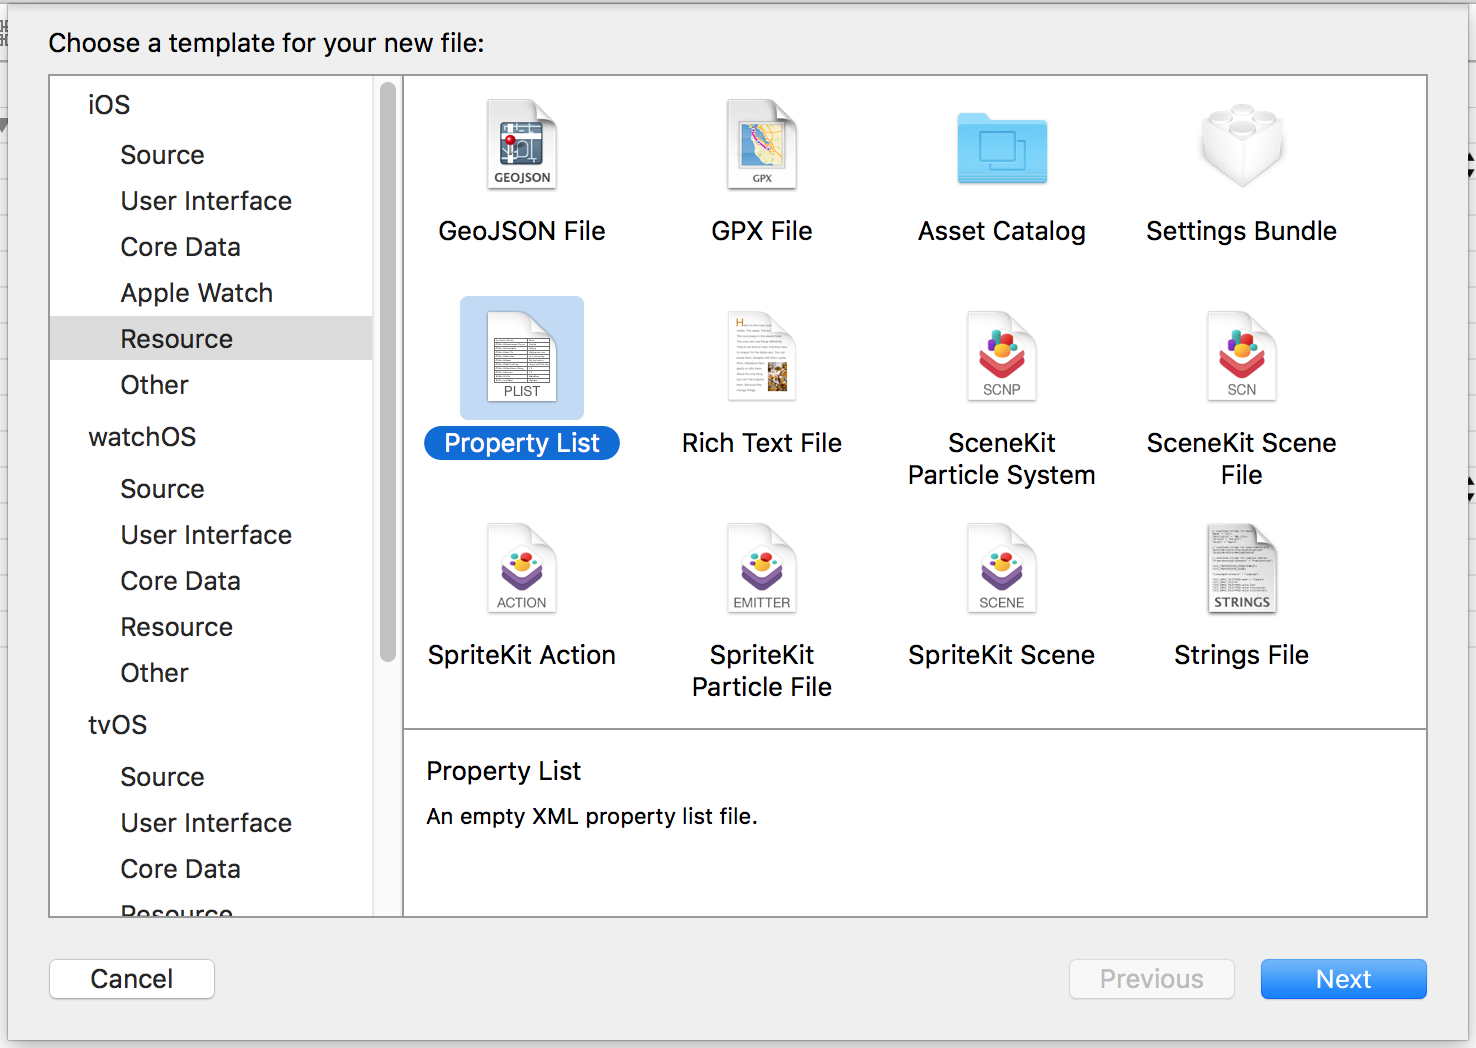 Choose a template for your new file:
iOS
Source
User Interface
Core Data
Apple Watch
Resource
Other
watchOS
Source
User Interface
Core Data
Resource
Other
tvOS
Source
User Interface
Core Data
Resource
GEOJSON
GeoJSON File
GPX
GPX File
Asset Catalog
Settings Bundle
PLIST
Property List
Rich Text File
SCNP
SceneKit
Particle System
SCN
SceneKit Scene
File
ACTION
SpriteKit Action
EMITTER
SpriteKit
Particle File
SCENE
SpriteKit Scene
STRINGS
Strings File
Property List
An empty XML property list file.
Cancel
Previous
Next